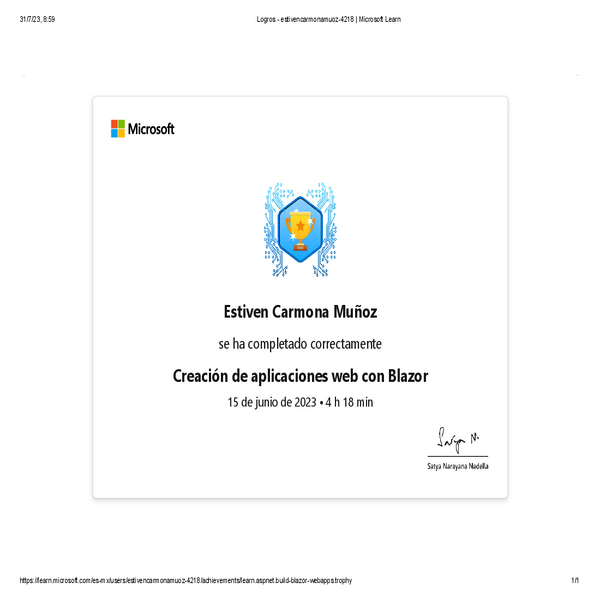 31/7/23, 8:59
Logros - estivencarmonamuoz-4218 | Microsoft Learn
Microsoft
Estiven Carmona Muñoz
se ha completado correctamente
Creación de aplicaciones web con Blazor
15 de junio de 2023 • 4 h 18 min
Satya N.
Satya Narayana Nadella
https://learn.microsoft.com/es-mx/users/estivencarmonamuoz-4218/achievements/learn.aspnet.build-blazor-webapps.trophy
1/1